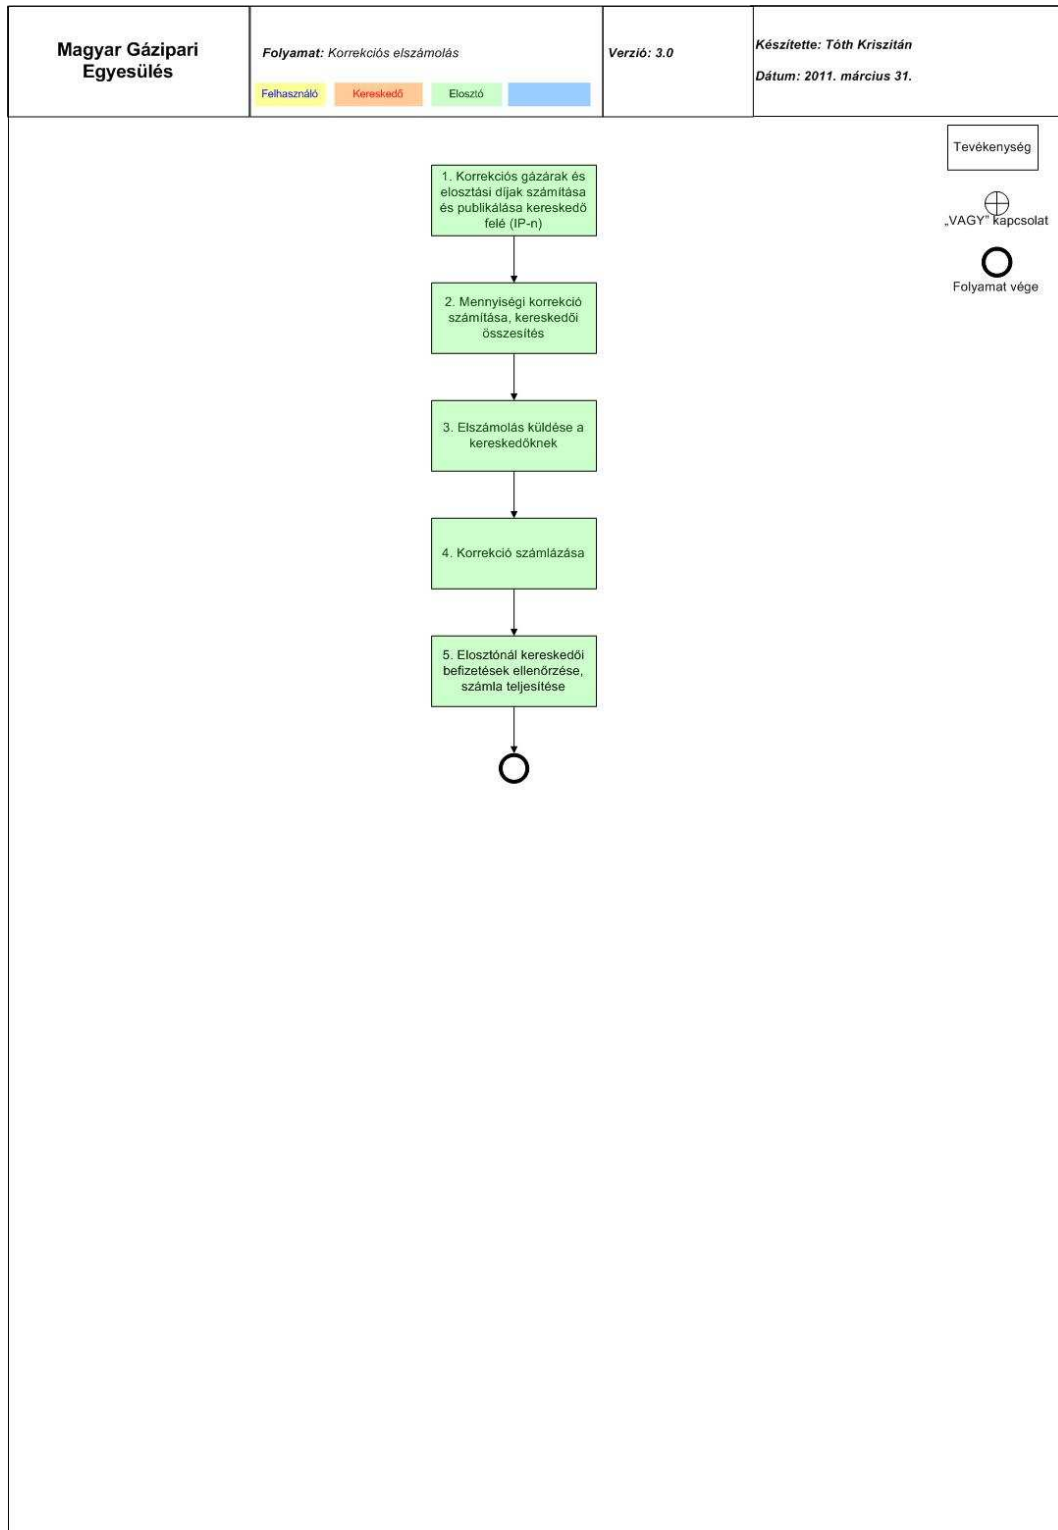 Magyar Gázipari
Egyesülés
Folyamat: Korrekciós elszámolás
Felhasználó
Kereskedő
Elosztó
Verzió: 3.0
Készítette: Tóth Kriszitán
Dátum: 2011. március 31.
Tevékenység
„VAGY” kapcsolat
Folyamat vége
1. Korrekciós gázárak és
elosztási díjak számítása
és publikálása kereskedő
felé (IP-n)
2. Mennyiségi korrekció
számítása, kereskedői
összesítés
3. Elszámolás küldése a
kereskedőknek
4. Korrekció számlázása
5. Elosztónál kereskedői
befizetések ellenőrzése,
számla teljesítése